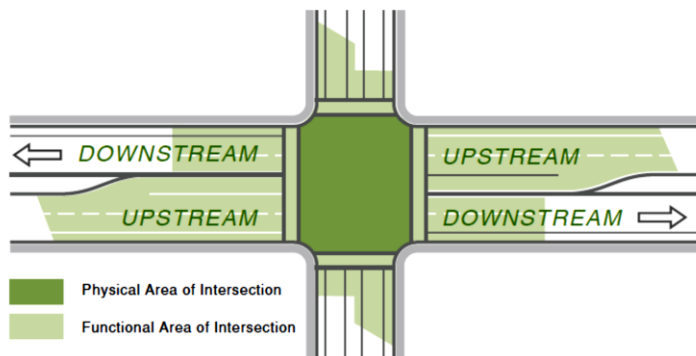 DOWNSTREAM
UPSTREAM
UPSTREAM
DOWNSTREAM
Physical Area of Intersection
Functional Area of Intersection